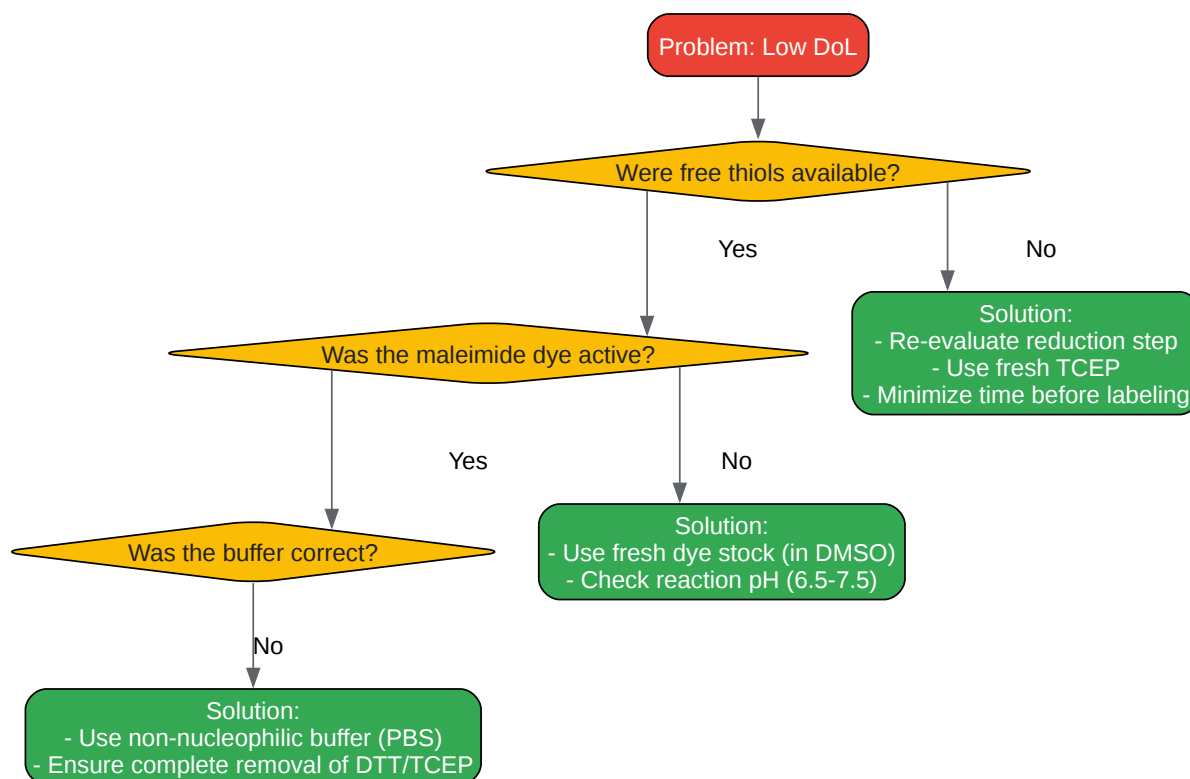 Problem: Low DoL
Were free thiols available?
Yes
No
Solution:
- Re-evaluate reduction step
- Use fresh TCEP
- Minimize time before labeling
Was the maleimide dye active?
Yes
No
Solution:
- Use fresh dye stock (in DMSO)
- Check reaction pH (6.5-7.5)
Was the buffer correct?
No
Solution:
- Use non-nucleophilic buffer (PBS)
- Ensure complete removal of DTT/TCEP